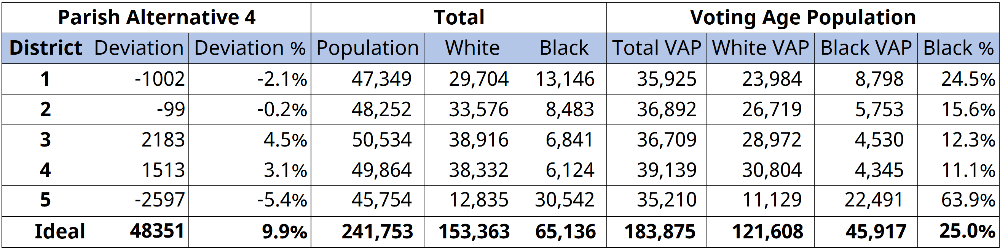 Parish Alternative 4 Total Voting Age Population
District Deviation Deviation % Population White Black Total VAP White VAP Black VAP Black %
1 -1002 -2.1% 47,349 29,704 13,146 35,925 23,984 8,798 24.5%
2 -99 -0.2% 48,252 33,576 8,483 36,892 26,719 5,753 15.6%
3 2183 4.5% 50,534 38,916 6,841 36,709 28,972 4,530 12.3%
4 1513 3.1% 49,864 38,332 6,124 39,139 30,804 4,345 11.1%
5 -2597 -5.4% 45,754 12,835 30,542 35,210 11,129 22,491 63.9%
Ideal 48351 9.9% 241,753 153,363 65,136 183,875 121,608 45,917 25.0%